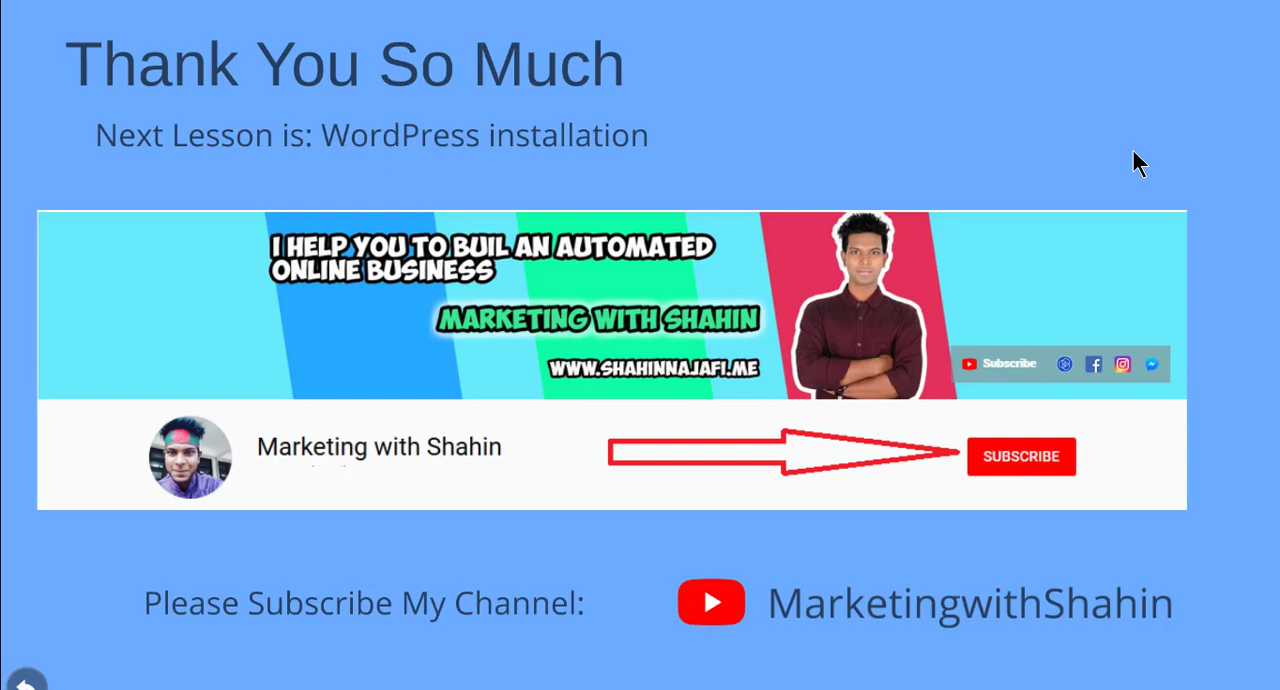 Thank You So Much
Next Lesson is: WordPress installation
I HELP YOU TO BUIL AN AUTOMATED
ONLINE BUSINESS
MARKETING WITH SHAHIN
WWW.SHAHINNAJAFI.ME
Subscribe
Marketing with Shahin
SUBSCRIBE
Please Subscribe My Channel:
MarketingwithShahin